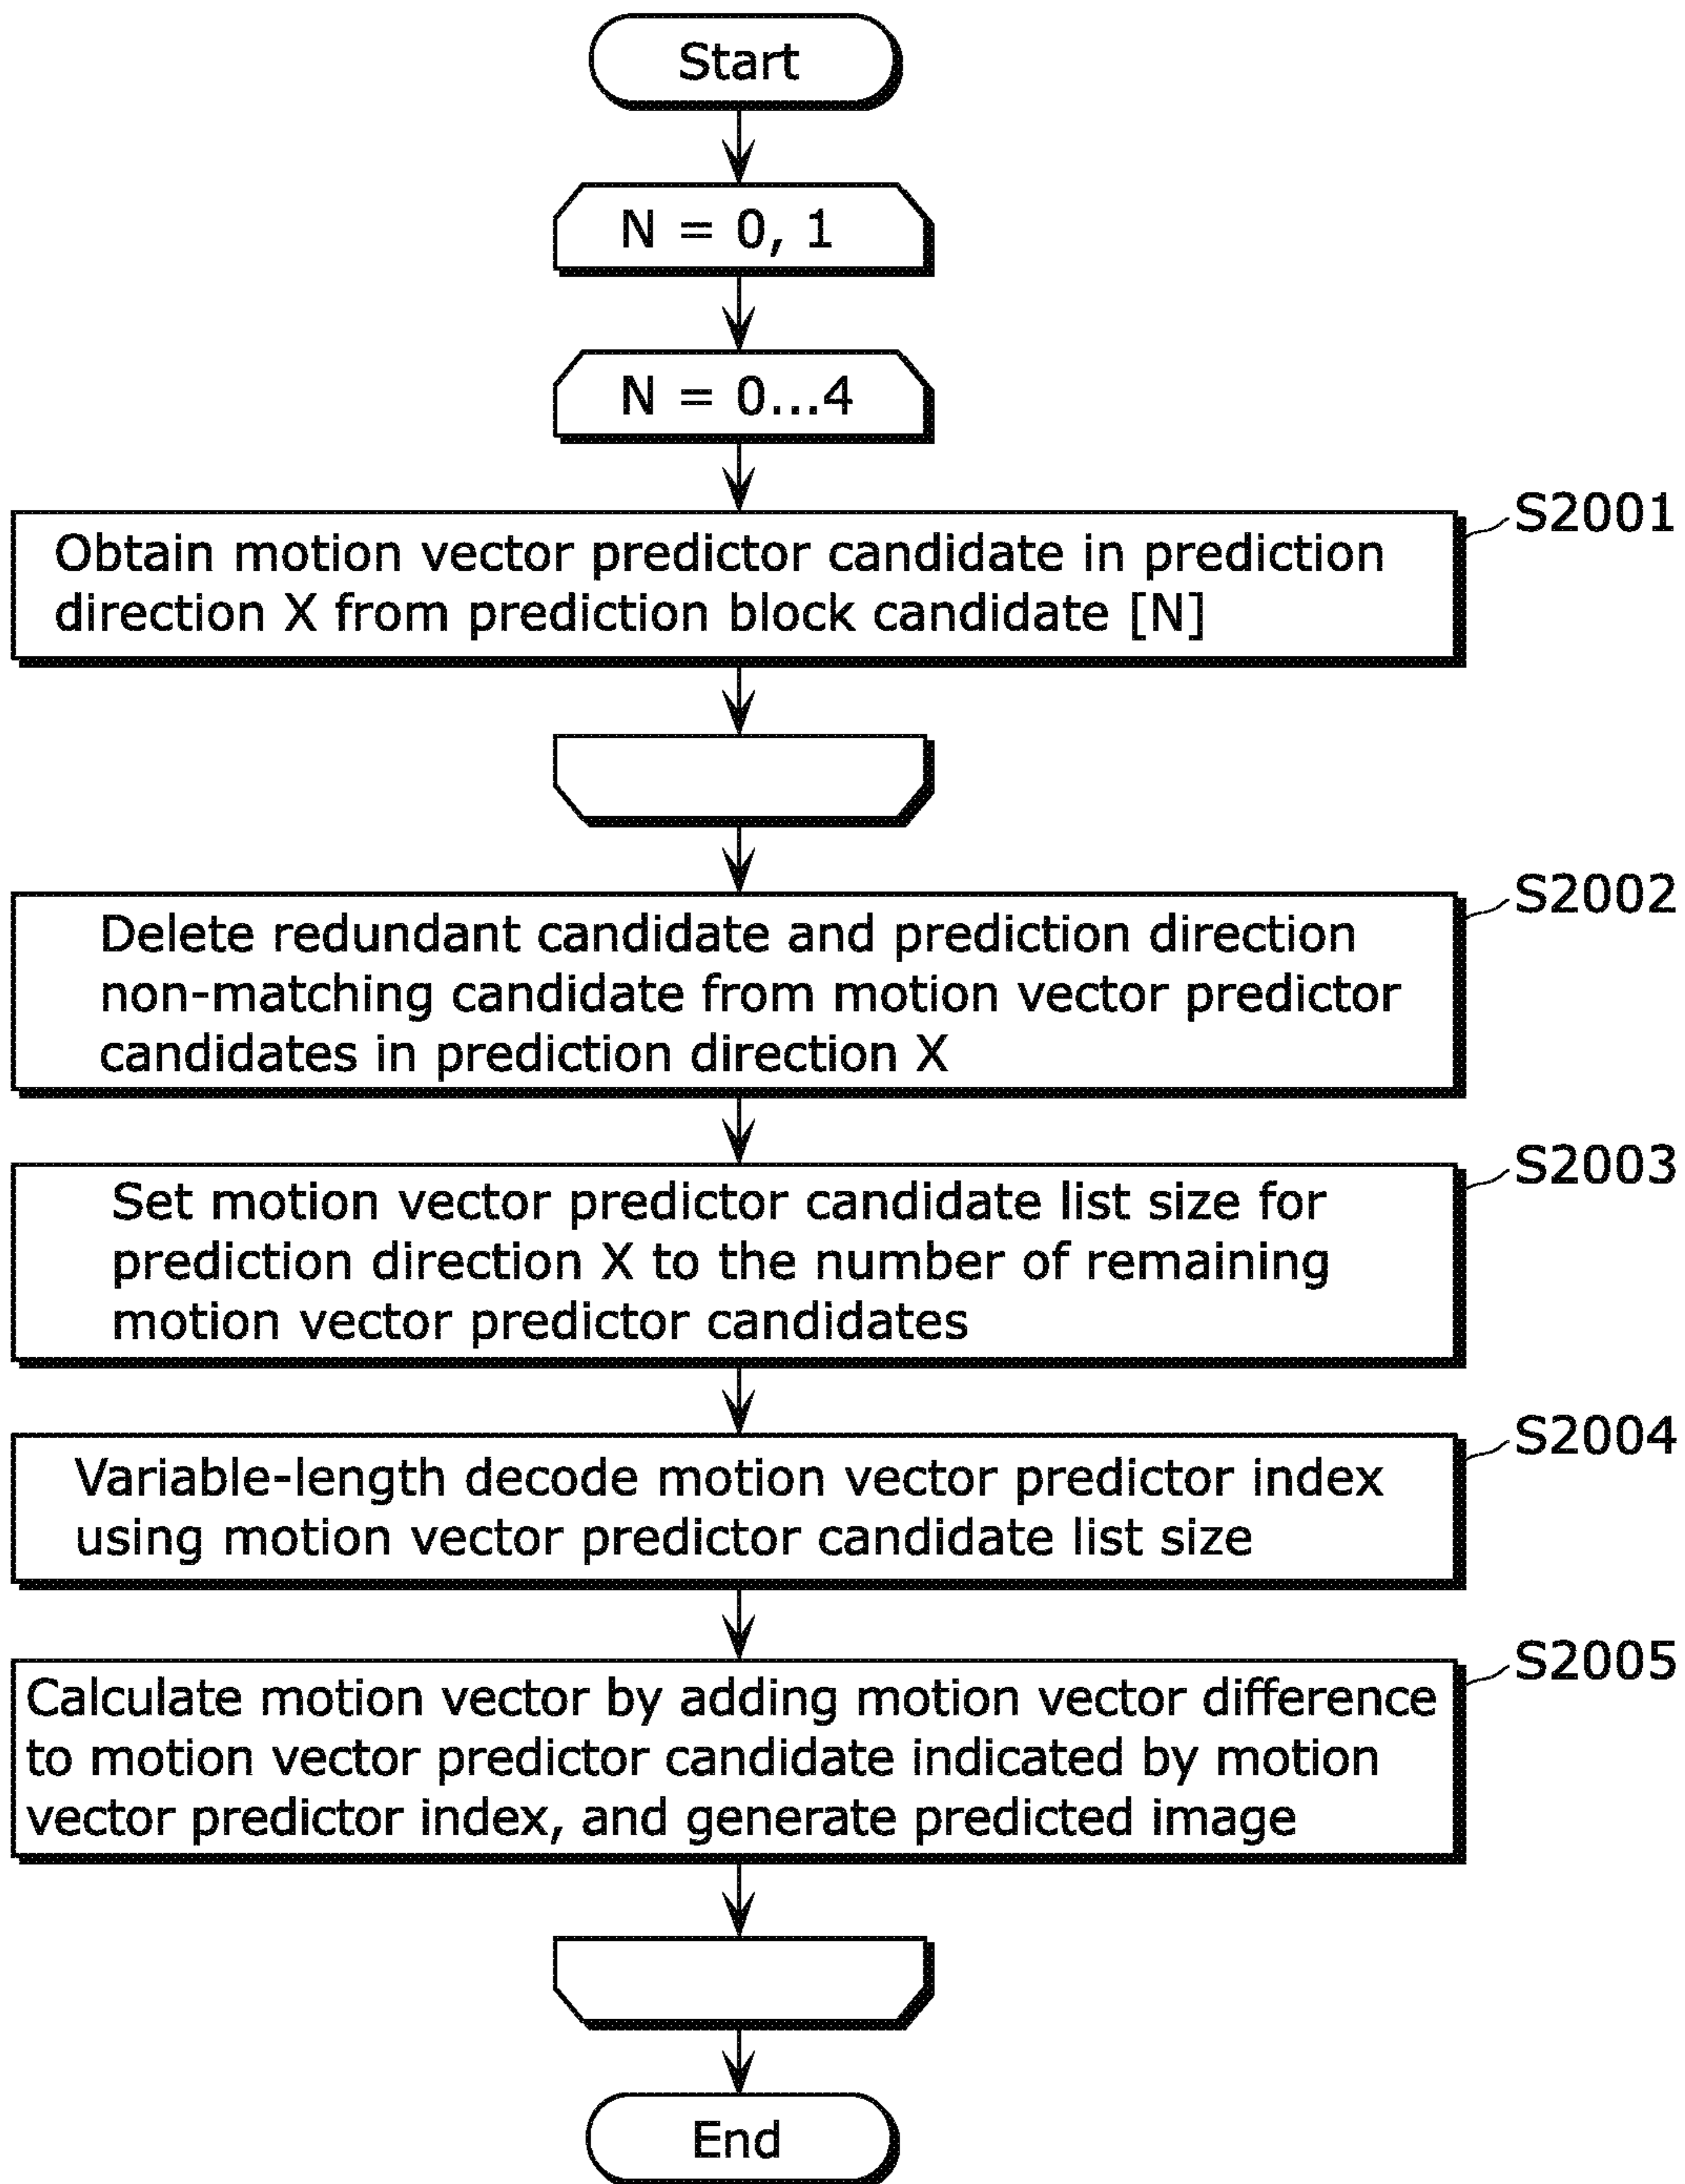 Start
N = 0, 1
N = 0...4
S2001
Obtain motion vector predictor candidate in prediction
direction X from prediction block candidate [N]
S2002
Delete redundant candidate and prediction direction
non-matching candidate from motion vector predictor
candidates in prediction direction X
S2003
Set motion vector predictor candidate list size for
prediction direction X to the number of remaining
motion vector predictor candidates
S2004
Variable-length decode motion vector predictor index
using motion vector predictor candidate list size
S2005
Calculate motion vector by adding motion vector difference
to motion vector predictor candidate indicated by motion
vector predictor index, and generate predicted image
End